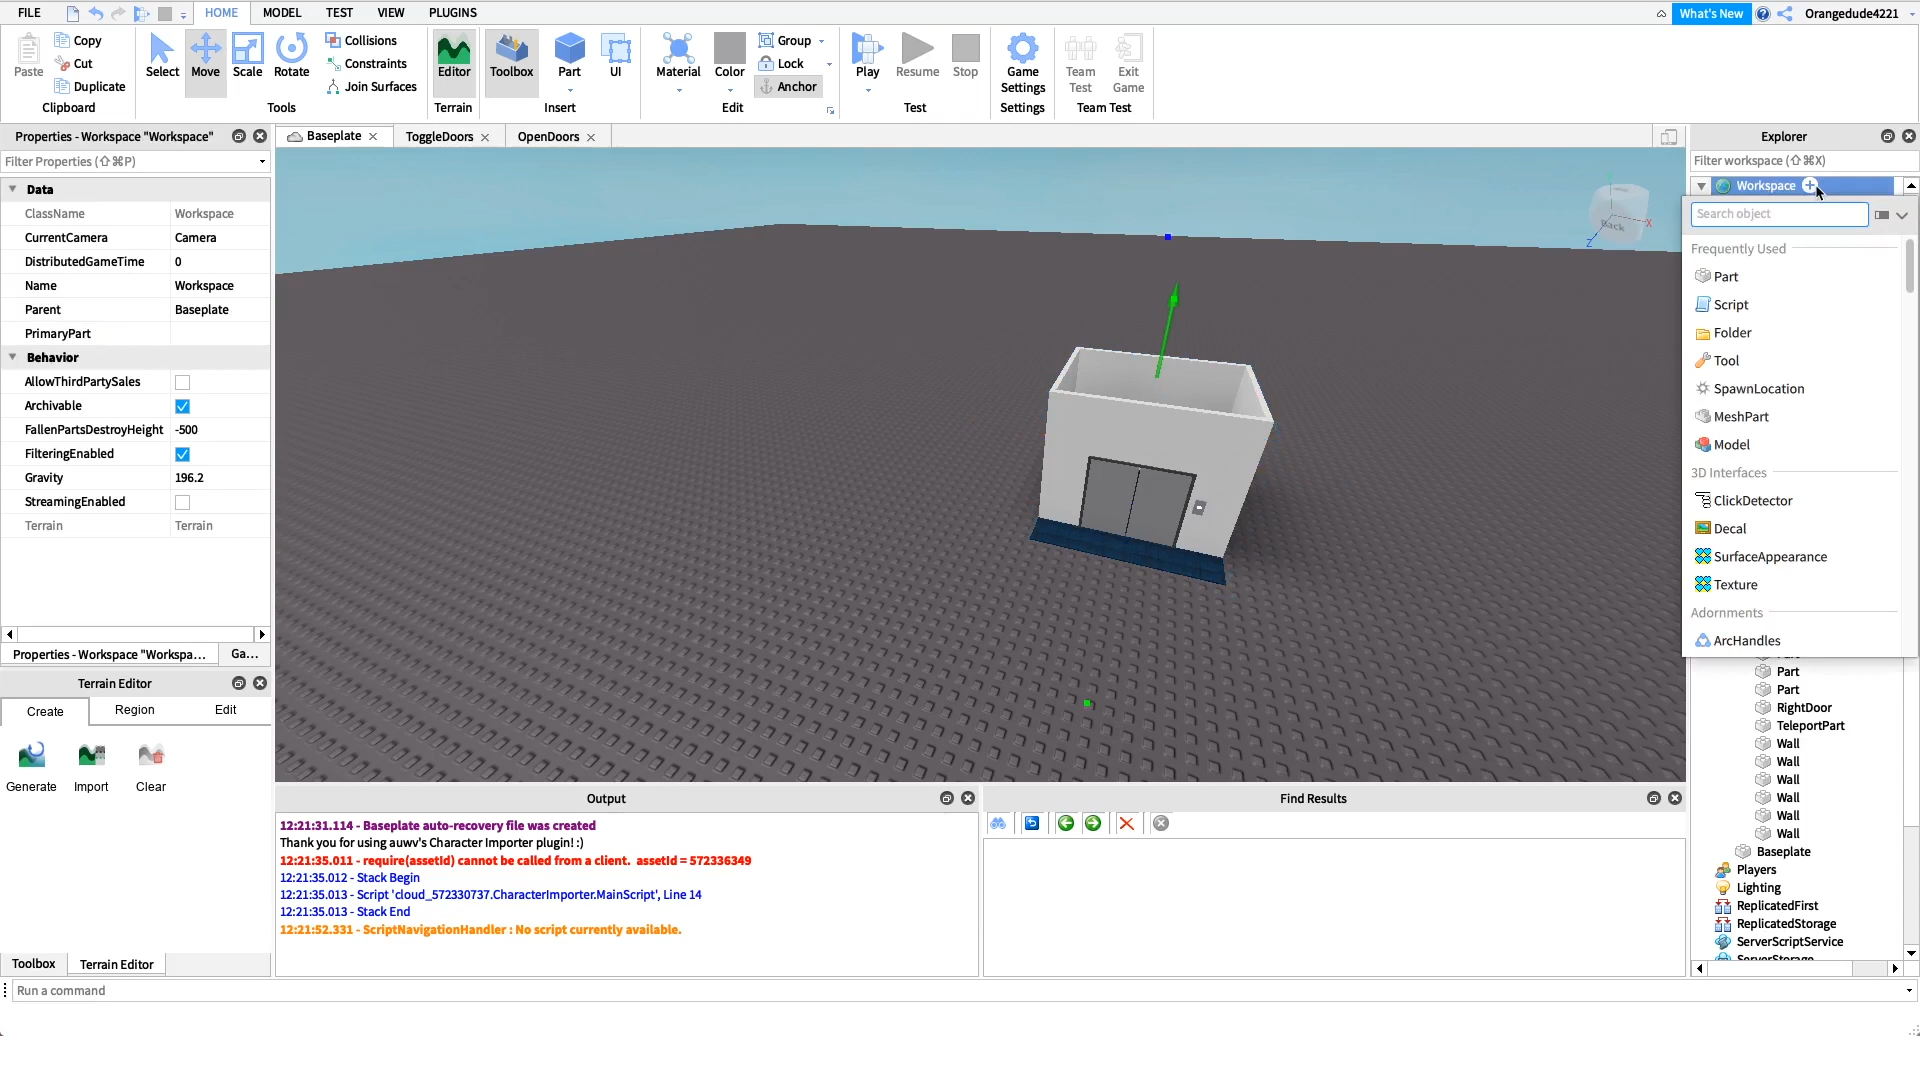 FILE HOME MODEL TEST VIEW PLUGINS What's New Orangedude4221
Paste Copy Cut Duplicate Clipboard
Select Move Scale Rotate Collisions Constraints Join Surfaces Tools
Editor Terrain
Toolbox Part UI Insert
Material Color Group Lock Anchor Edit
Play Resume Stop Test
Game Settings Settings
Team Test Exit Game Team Test
Properties - Workspace "Workspace"
Filter Properties (⇧⌘P)
Data
ClassName Workspace
CurrentCamera Camera
DistributedGameTime 0
Name Workspace
Parent Baseplate
PrimaryPart
Behavior
AllowThirdPartySales
Archivable
FallenPartsDestroyHeight -500
FilteringEnabled
Gravity 196.2
StreamingEnabled
Terrain Terrain
Properties - Workspace "Workspa... Ga...
Terrain Editor
Create Region Edit
Generate Import Clear
Toolbox Terrain Editor
Baseplate ToggleDoors OpenDoors
Back X Z
Output
12:21:31.114 - Baseplate auto-recovery file was created
Thank you for using auwv's Character Importer plugin! :)
12:21:35.011 - require(assetId) cannot be called from a client. assetId = 572336349
12:21:35.012 - Stack Begin
12:21:35.013 - Script 'cloud_572330737.CharacterImporter.MainScript', Line 14
12:21:35.013 - Stack End
12:21:52.331 - ScriptNavigationHandler : No script currently available.
Find Results
Explorer
Filter workspace (⇧⌘X)
Workspace
Search object
Frequently Used
Part
Script
Folder
Tool
SpawnLocation
MeshPart
Model
3D Interfaces
ClickDetector
Decal
SurfaceAppearance
Texture
Adornments
ArcHandles
Part
Part
RightDoor
TeleportPart
Wall
Wall
Wall
Wall
Wall
Wall
Baseplate
Players
Lighting
ReplicatedFirst
ReplicatedStorage
ServerScriptService
ServerStorage
Run a command